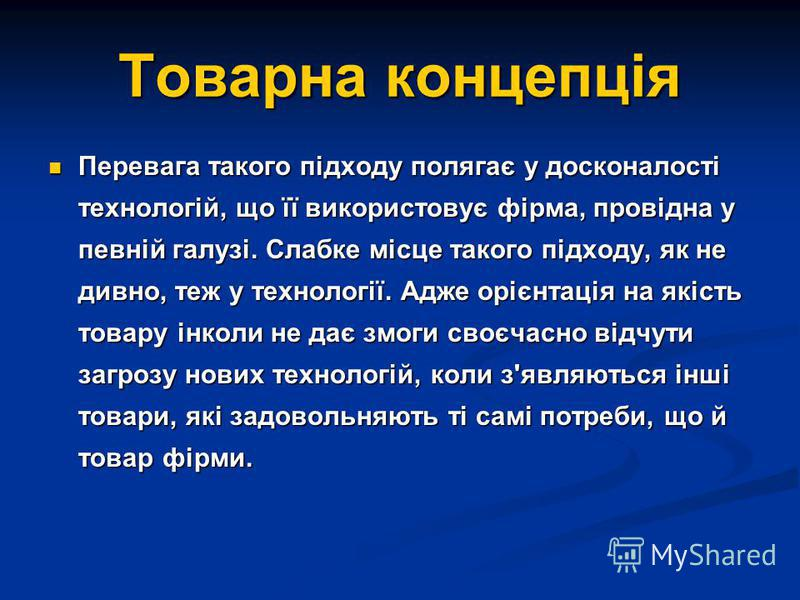 Товарна концепція
Перевага такого підходу полягає у досконалості
технологій, що її використовує фірма, провідна у
певній галузі. Слабке місце такого підходу, як не
дивно, теж у технології. Адже орієнтація на якість
товару інколи не дає змоги своєчасно відчути
загрозу нових технологій, коли з'являються інші
товари, які задовольняють ті самі потреби, що й
товар фірми.
MyShared